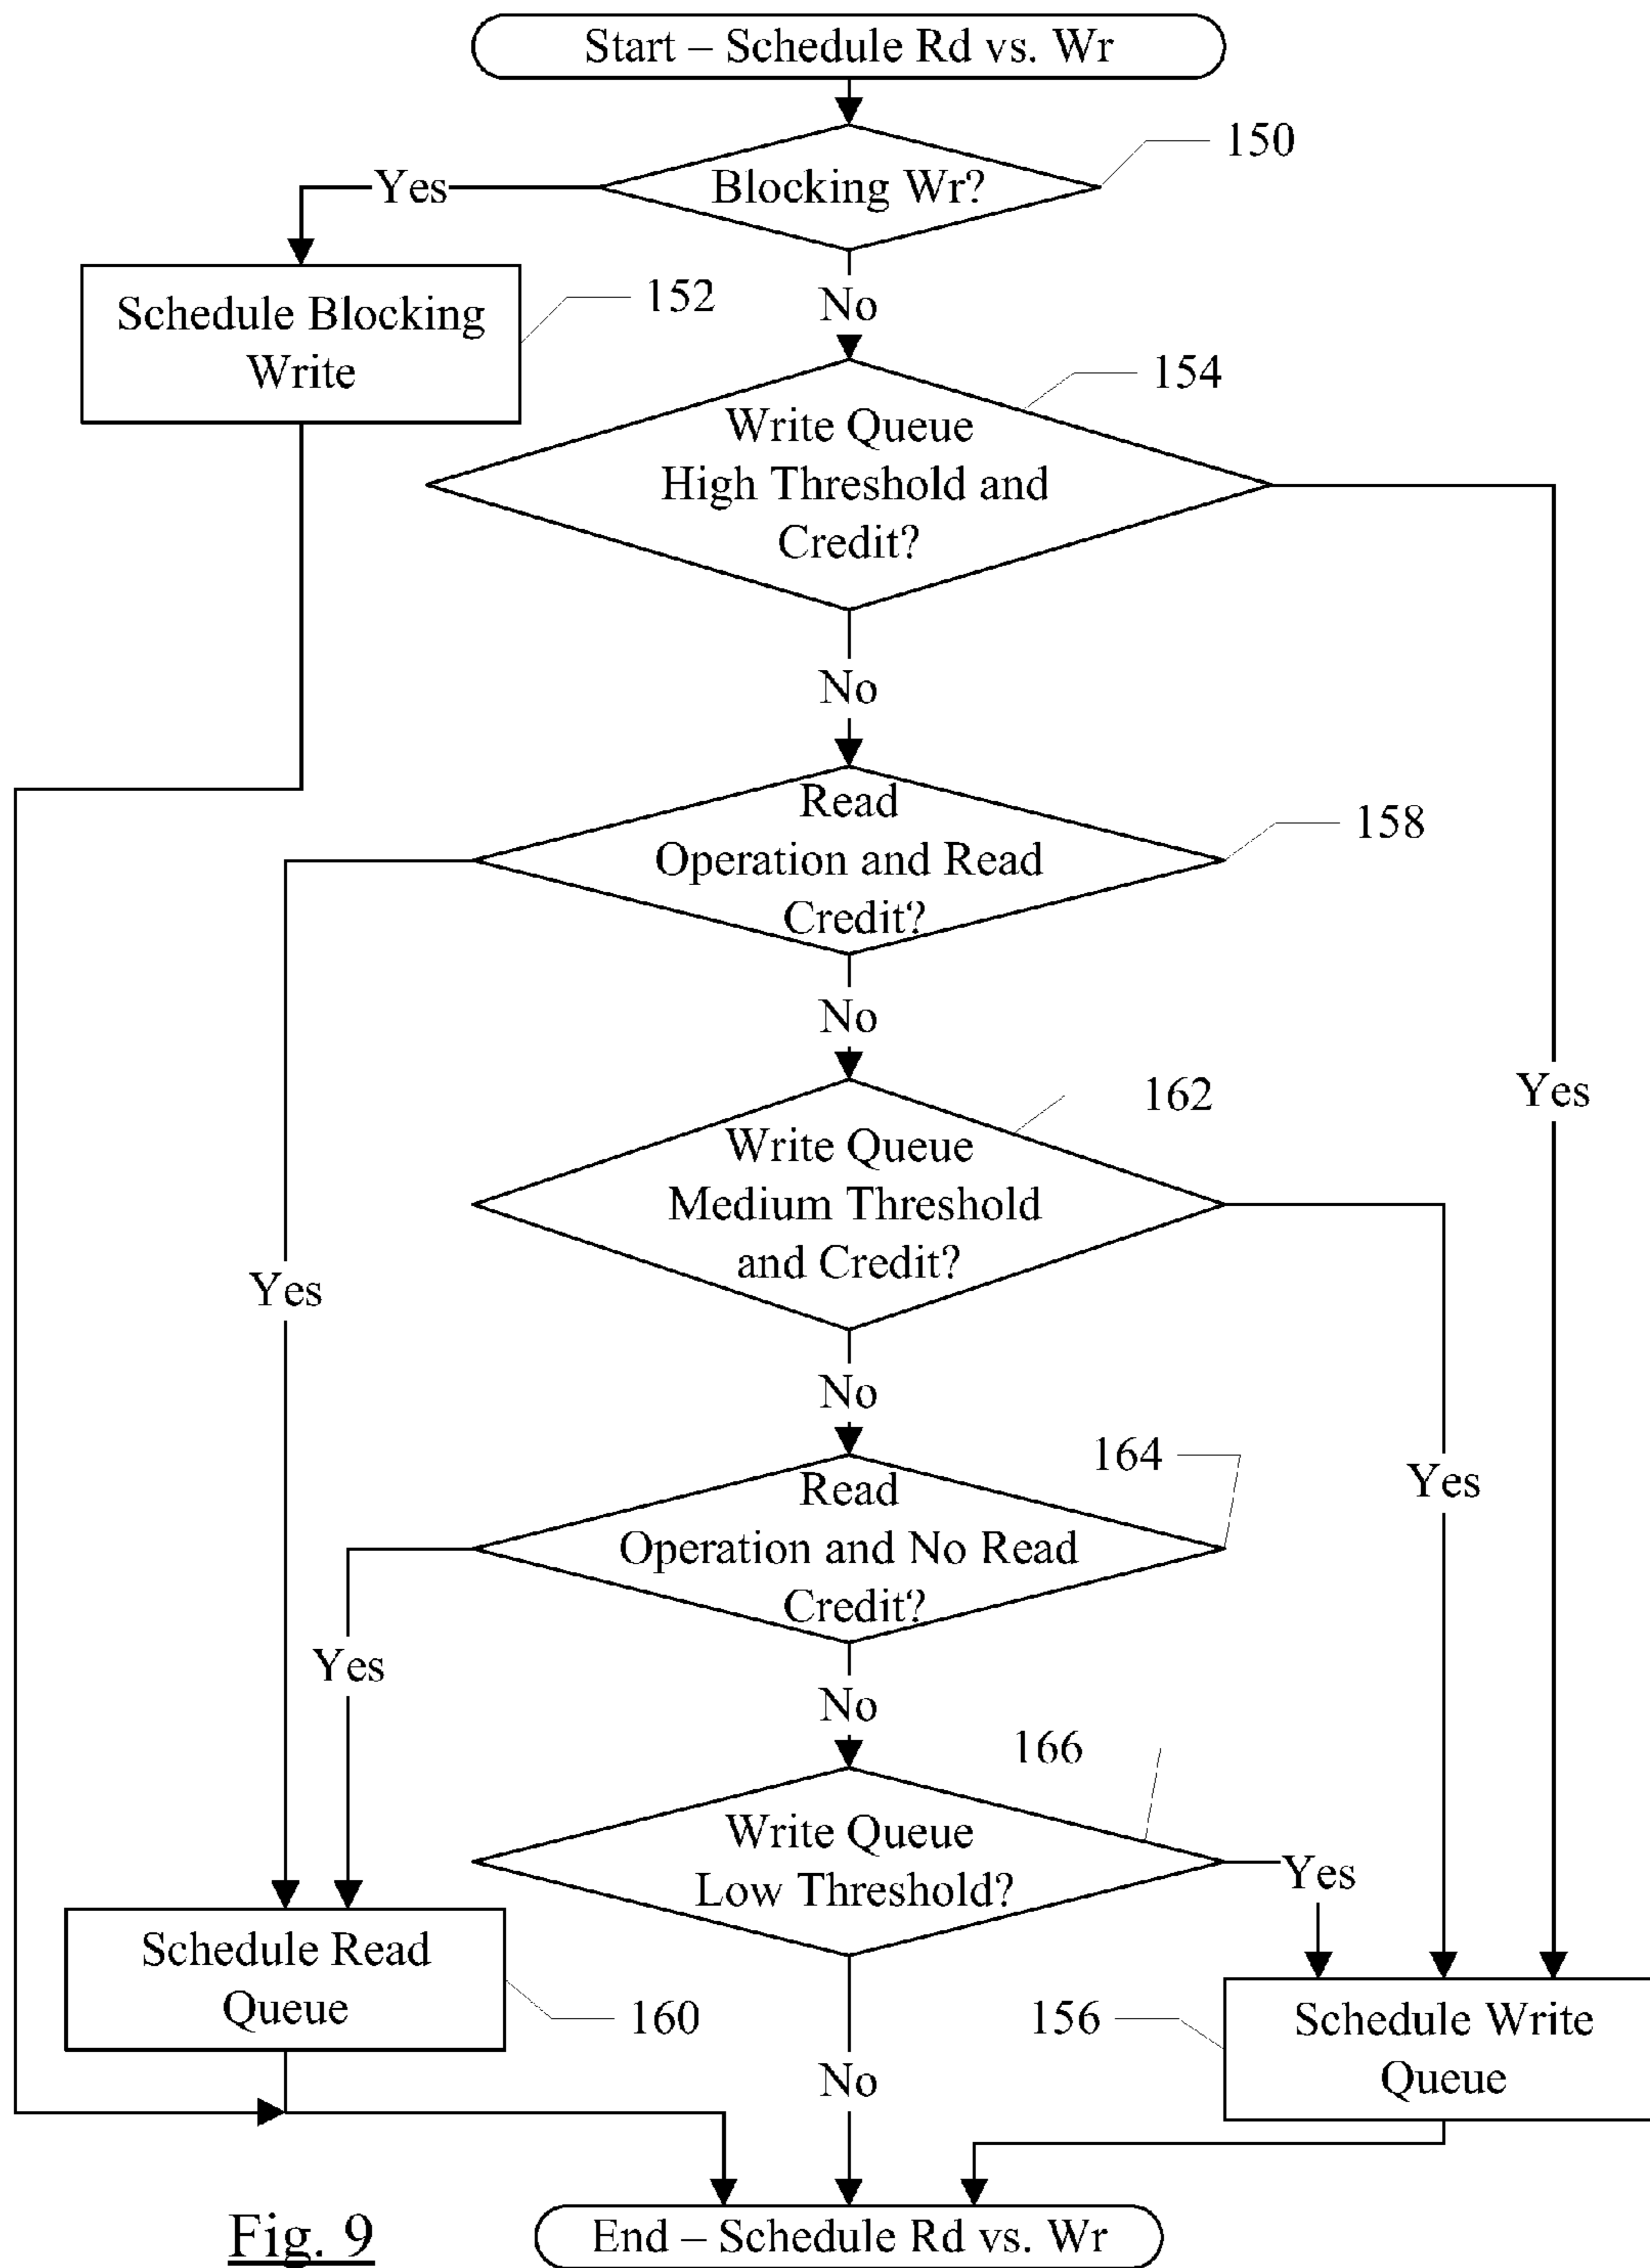 Start – Schedule Rd vs. Wr
150
Blocking Wr?
Yes
Schedule Blocking
Write
152
No
154
Write Queue
High Threshold and
Credit?
No
Read
Operation and Read
Credit?
158
No
162
Write Queue
Medium Threshold
and Credit?
Yes
Yes
No
164
Read
Operation and No Read
Credit?
Yes
Yes
No
166
Write Queue
Low Threshold?
Yes
Schedule Read
Queue
160
156
Schedule Write
Queue
No
End – Schedule Rd vs. Wr
Fig. 9